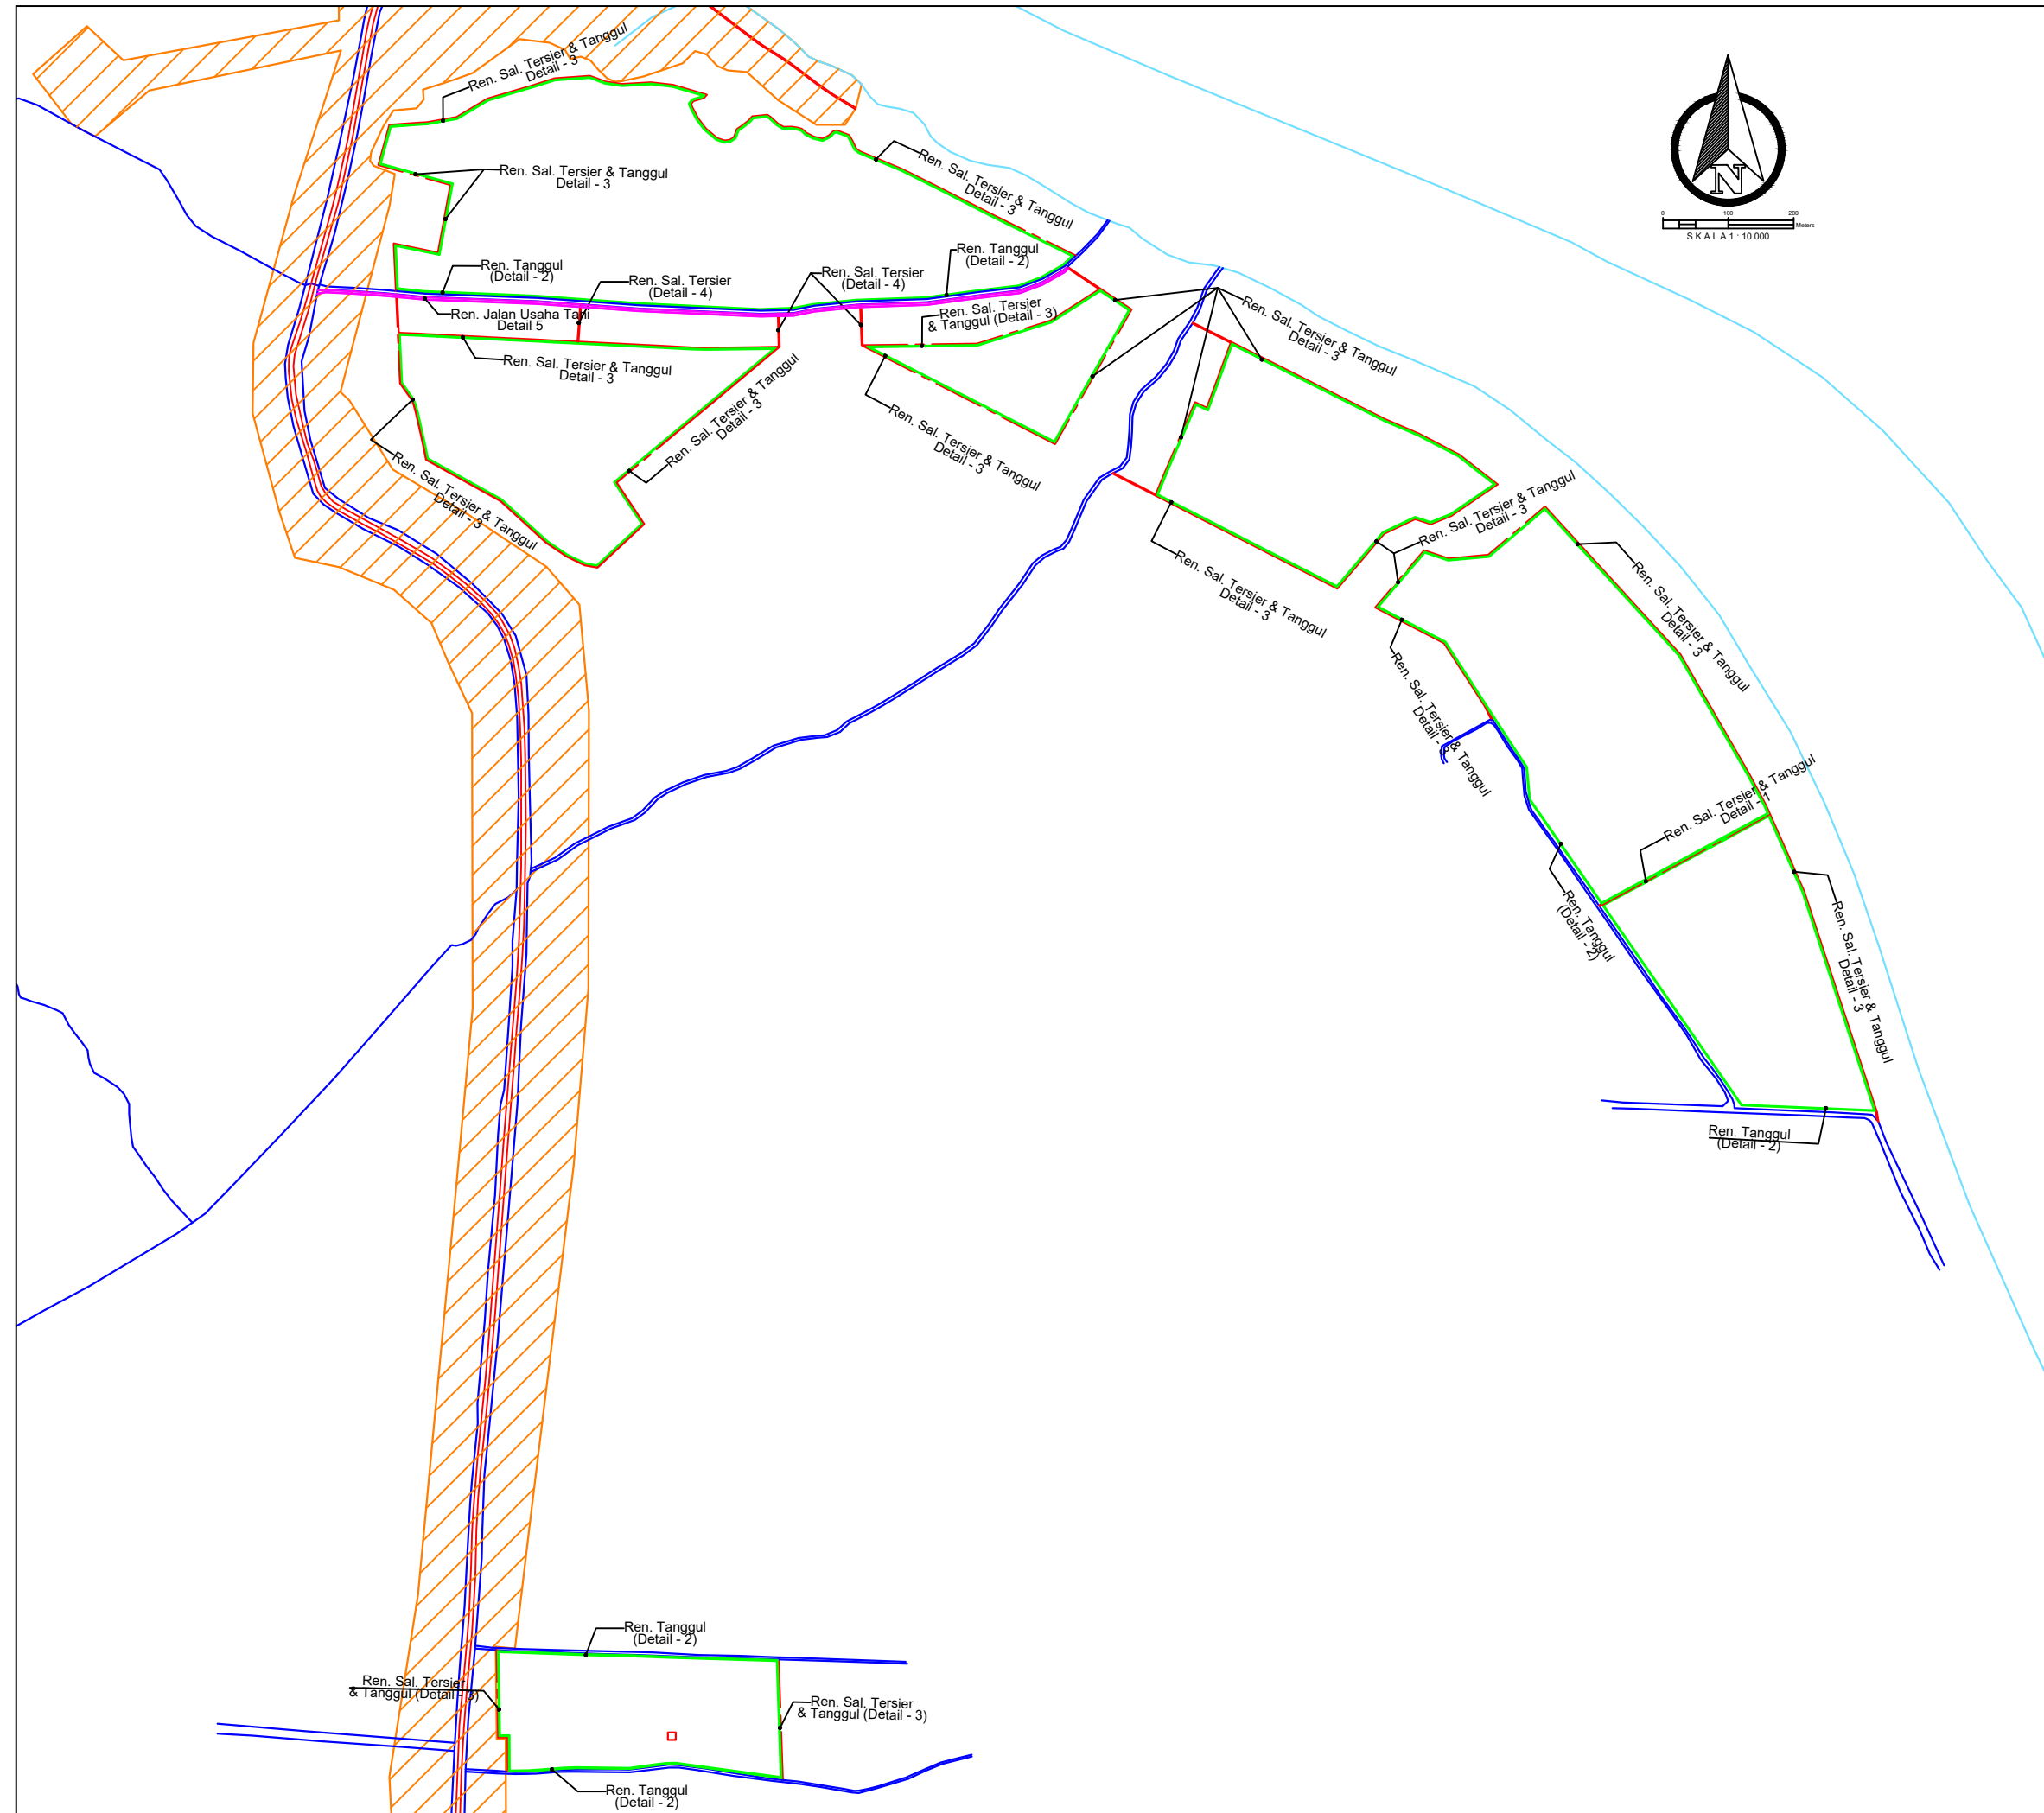 Ren. Sal. Tersier & Tanggul
Detail - 3
N
0 100 200
Meters
S K A L A 1 : 10.000
Ren. Sal. Tersier & Tanggul
Detail - 3
Ren. Sal. Tersier & Tanggul
Detail - 3
Ren. Tanggul
(Detail - 2)
Ren. Tanggul
(Detail - 2)
Ren. Sal. Tersier
(Detail - 4)
Ren. Sal. Tersier
(Detail - 4)
Ren. Jalan Usaha Tani
Detail 5
Ren. Sal. Tersier
& Tanggul (Detail - 3)
Ren. Sal. Tersier & Tanggul
Detail - 3
Ren. Sal. Tersier & Tanggul
Detail - 3
Ren. Sal. Tersier & Tanggul
Detail - 3
Ren. Sal. Tersier & Tanggul
Detail - 3
Ren. Sal. Tersier & Tanggul
Detail - 3
Ren. Sal. Tersier & Tanggul
Detail - 3
Ren. Sal. Tersier & Tanggul
Detail - 3
Ren. Sal. Tersier & Tanggul
Detail - 3
Ren. Sal. Tersier & Tanggul
Detail - 3
Ren. Sal. Tersier & Tanggul
Detail - 1
Ren. Tanggul
(Detail - 2)
Ren. Sal. Tersier & Tanggul
Detail - 3
Ren. Tanggul
(Detail - 2)
Ren. Tanggul
(Detail - 2)
Ren. Sal. Tersier
& Tanggul (Detail - 3)
Ren. Sal. Tersier
& Tanggul (Detail - 3)
Ren. Tanggul
(Detail - 2)